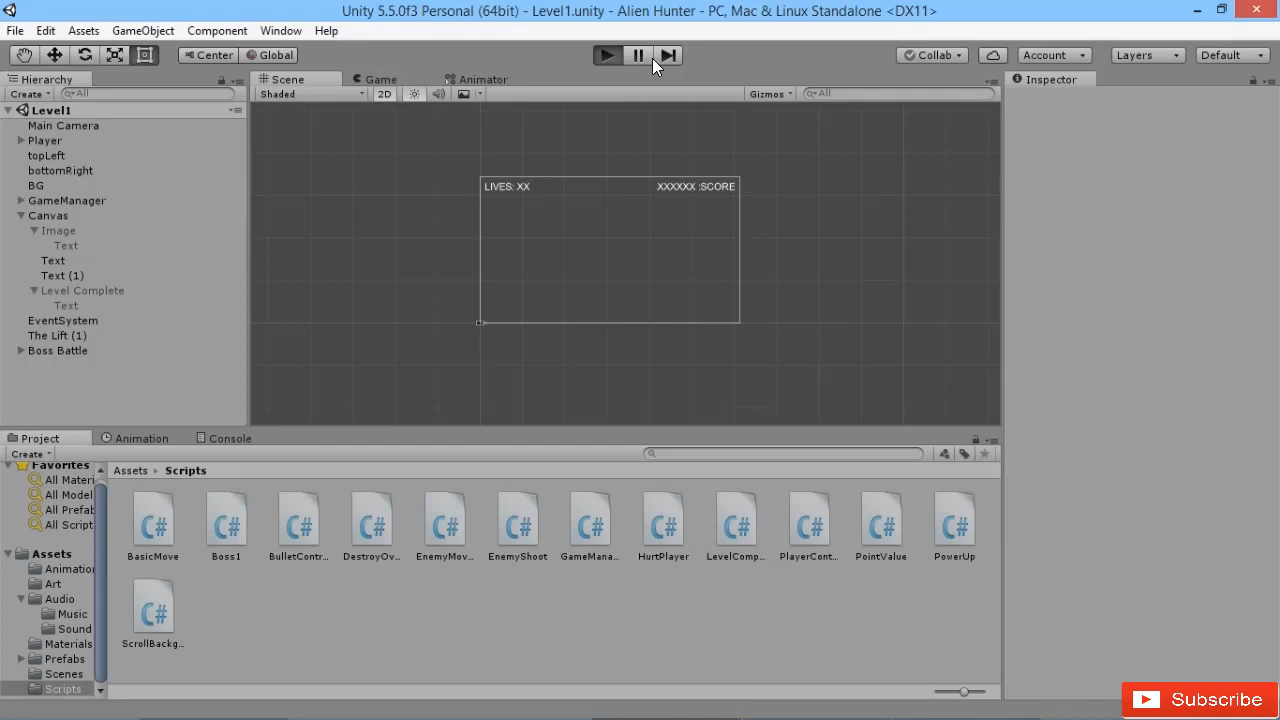 Unity 5.5.0f3 Personal (64bit) - Level1.unity - Alien Hunter - PC, Mac & Linux Standalone <DX11>
File Edit Assets GameObject Component Window Help
Center Global Collab Account Layers Default
Hierarchy Scene Game Animator Inspector
Create All Shaded 2D Gizmos All
Level1
Main Camera
Player
topLeft
bottomRight
BG
GameManager
Canvas
Image
Text
Text
Text (1)
Level Complete
Text
EventSystem
The Lift (1)
Boss Battle
LIVES: XX XXXXXX :SCORE
Project Animation Console
Create
Favorites
All Materi
All Model
All Prefab
All Script
Assets
Animation
Art
Audio
Music
Sound
Materials
Prefabs
Scenes
Scripts
Assets Scripts
BasicMove Boss1 BulletContr... DestroyOv... EnemyMov... EnemyShoot GameMana... HurtPlayer LevelComp... PlayerCont... PointValue PowerUp
ScrollBackg...
Subscribe